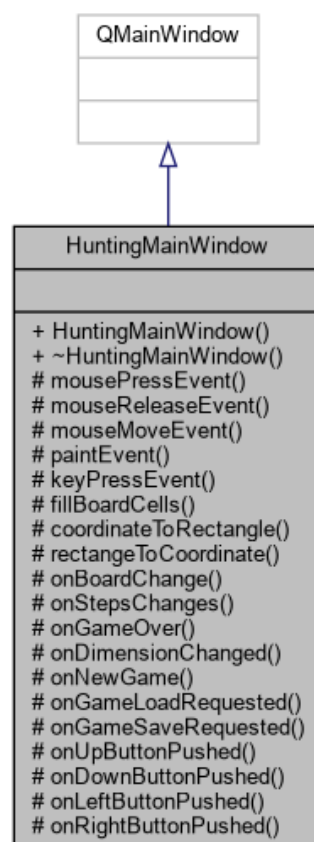 QMainWindow
HuntingMainWindow
+ HuntingMainWindow()
+ ~HuntingMainWindow()
# mousePressEvent()
# mouseReleaseEvent()
# mouseMoveEvent()
# paintEvent()
# keyPressEvent()
# fillBoardCells()
# coordinateToRectangle()
# rectangeToCoordinate()
# onBoardChange()
# onStepsChanges()
# onGameOver()
# onDimensionChanged()
# onNewGame()
# onGameLoadRequested()
# onGameSaveRequested()
# onUpButtonPushed()
# onDownButtonPushed()
# onLeftButtonPushed()
# onRightButtonPushed()